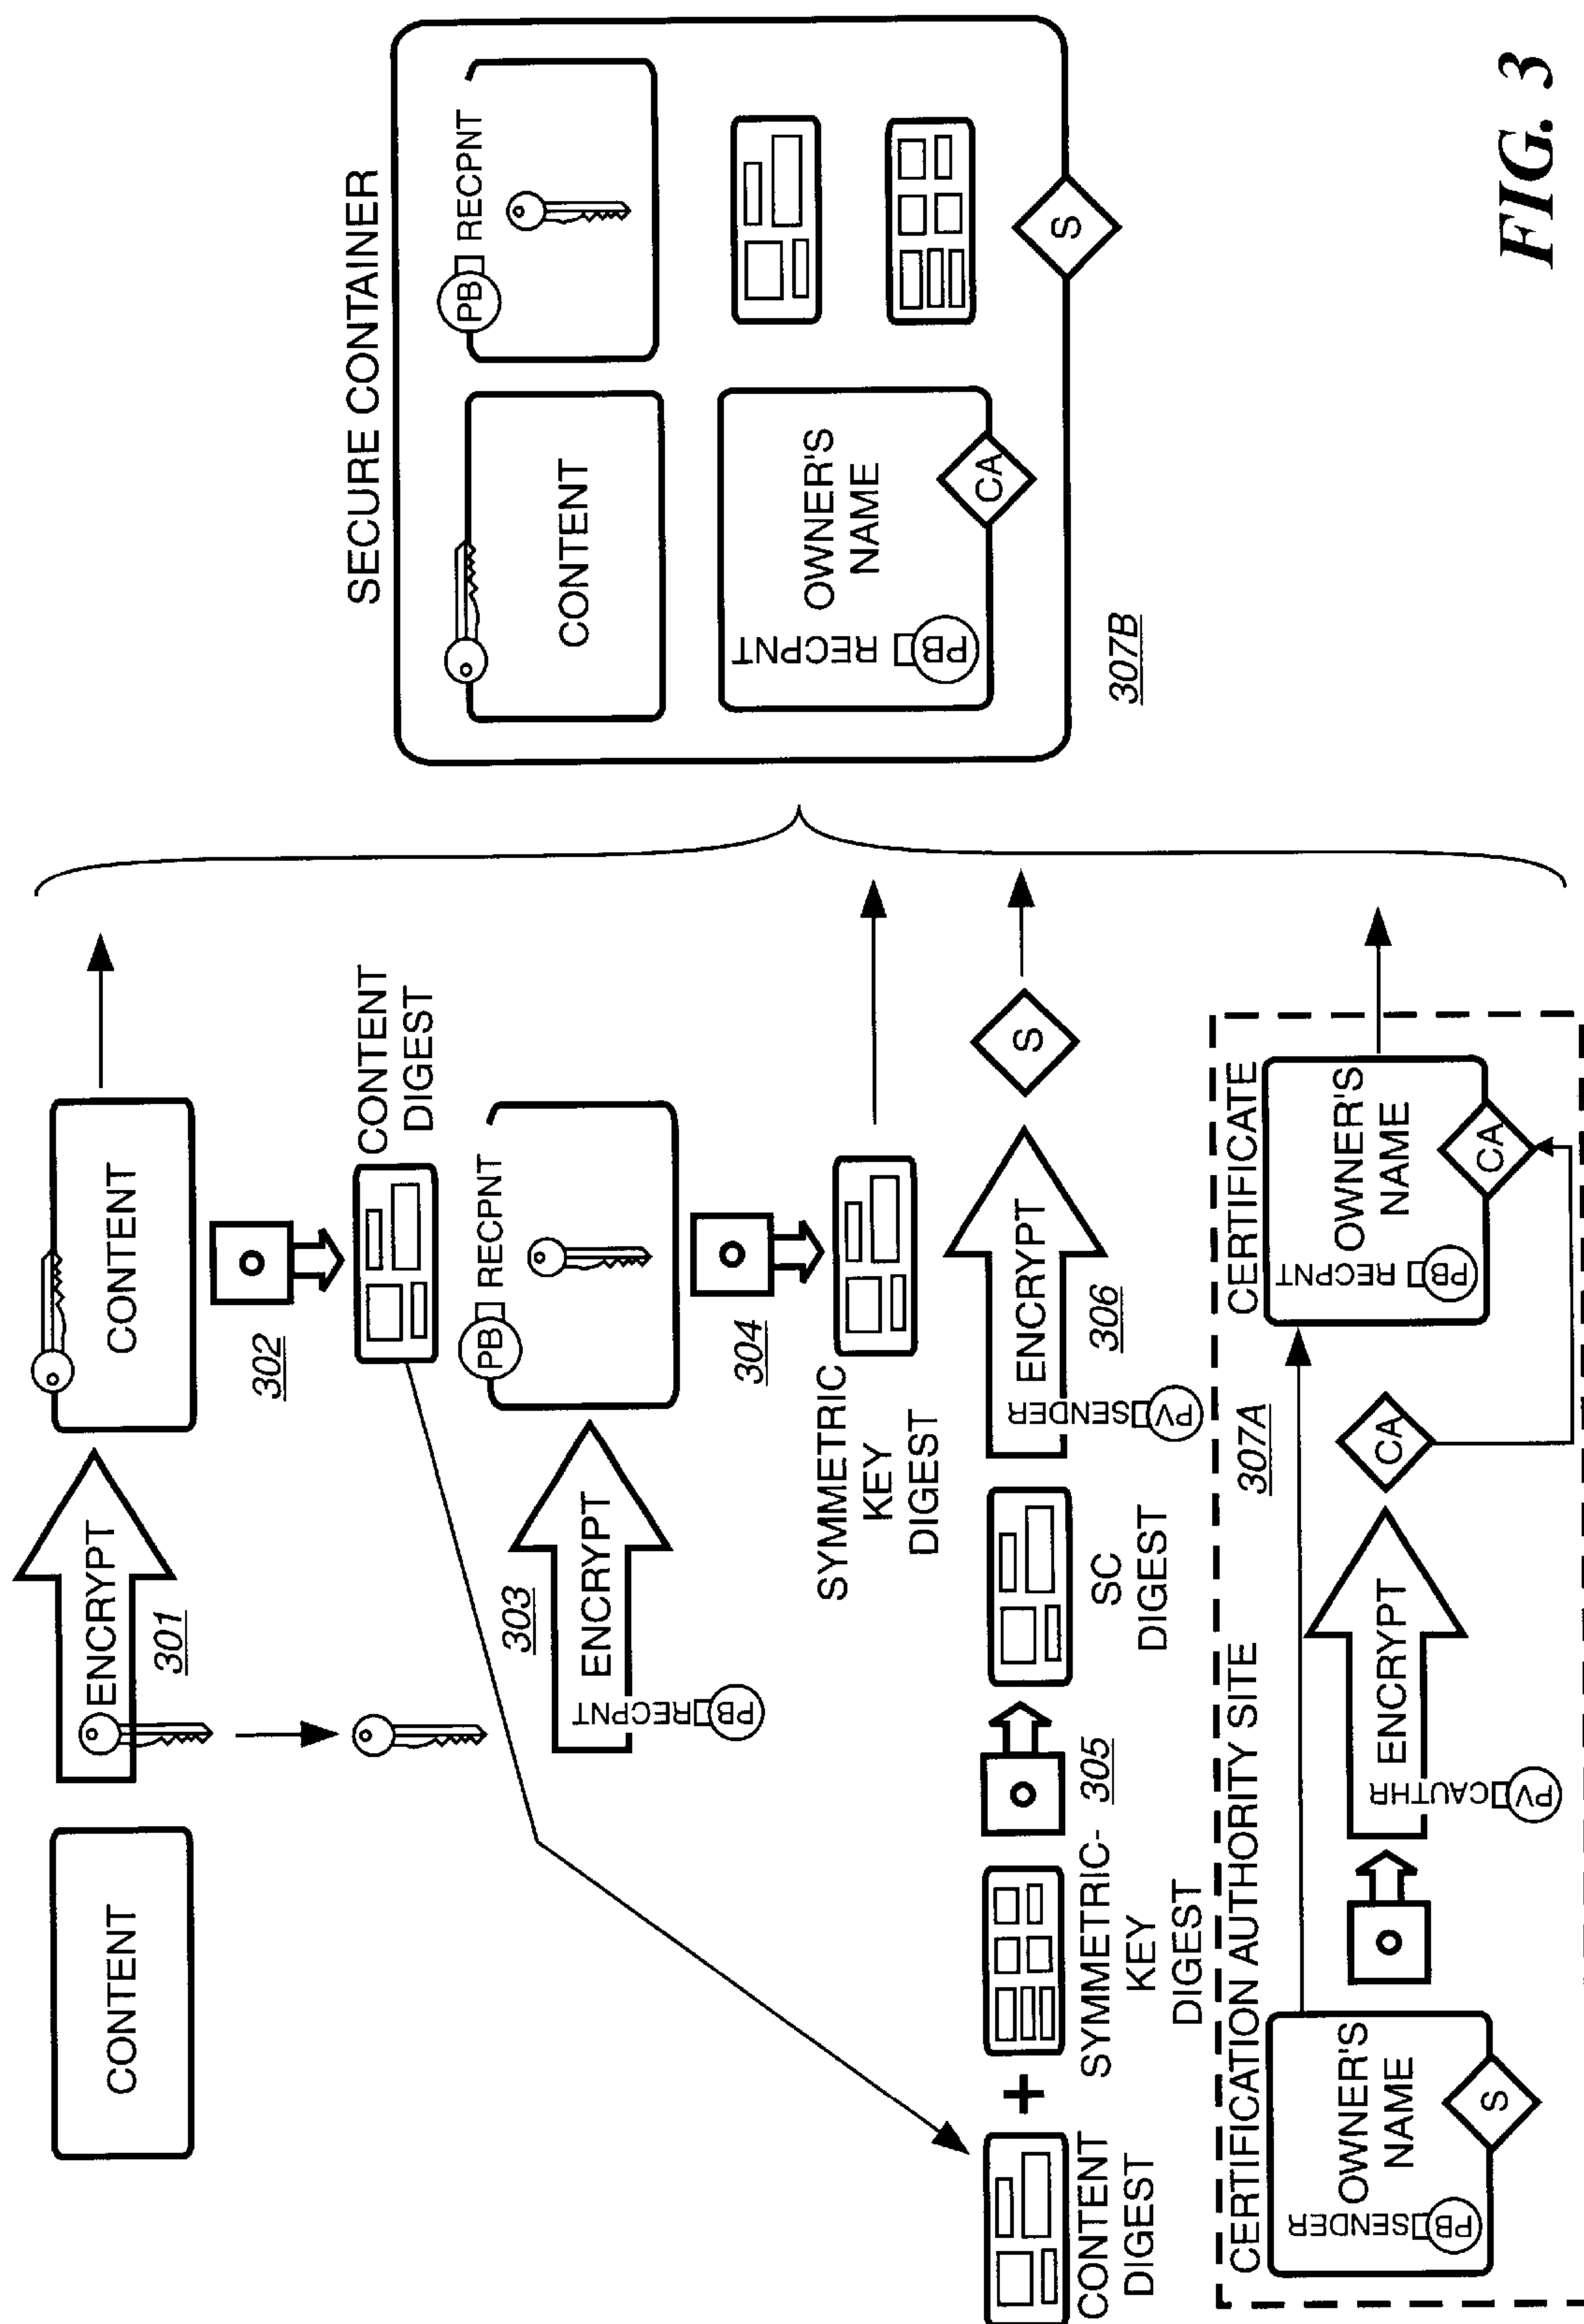 SECURE CONTAINER
PB RECPNT
CONTENT
OWNER'S
NAME
PB RECPNT
CA
S
307B
CONTENT
ENCRYPT
301
CONTENT
302
CONTENT
DIGEST
303
ENCRYPT
PB RECPNT
PB RECPNT
304
SYMMETRIC
KEY
DIGEST
CONTENT
DIGEST
+
SYMMETRIC-
KEY
DIGEST
305
SC
DIGEST
ENCRYPT
PV SENDER
306
S
CERTIFICATION AUTHORITY SITE
307A
OWNER'S
NAME
PB SENDER
S
ENCRYPT
PV CAUTHR
CA
CERTIFICATE
OWNER'S
NAME
PB RECPNT
CA
FIG. 3